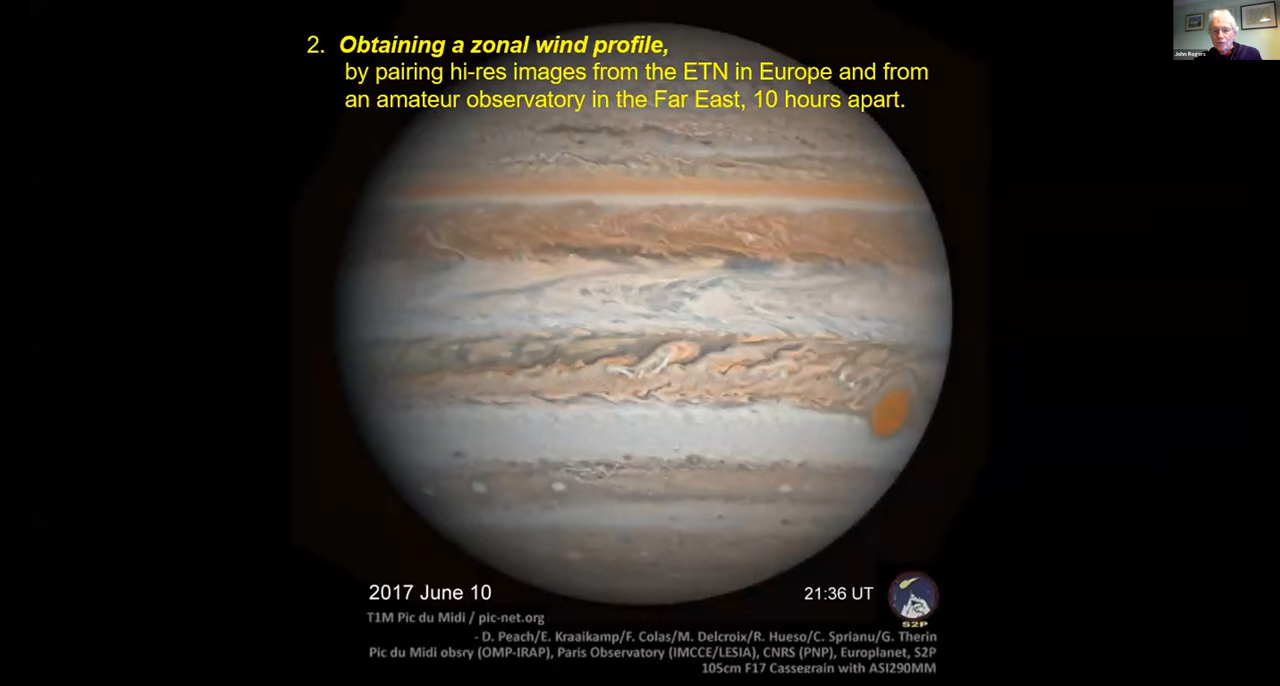 2. Obtaining a zonal wind profile,
by pairing hi-res images from the ETN in Europe and from
an amateur observatory in the Far East, 10 hours apart.
John Rogers
2017 June 10
21:36 UT
S2P
T1M Pic du Midi / pic-net.org
- D. Peach/E. Kraaikamp/F. Colas/M. Delcroix/R. Hueso/C. Sprianu/G. Therin
Pic du Midi obsry (OMP-IRAP), Paris Observatory (IMCCE/LESIA), CNRS (PNP), Europlanet, S2P
105cm F17 Cassegrain with ASI290MM